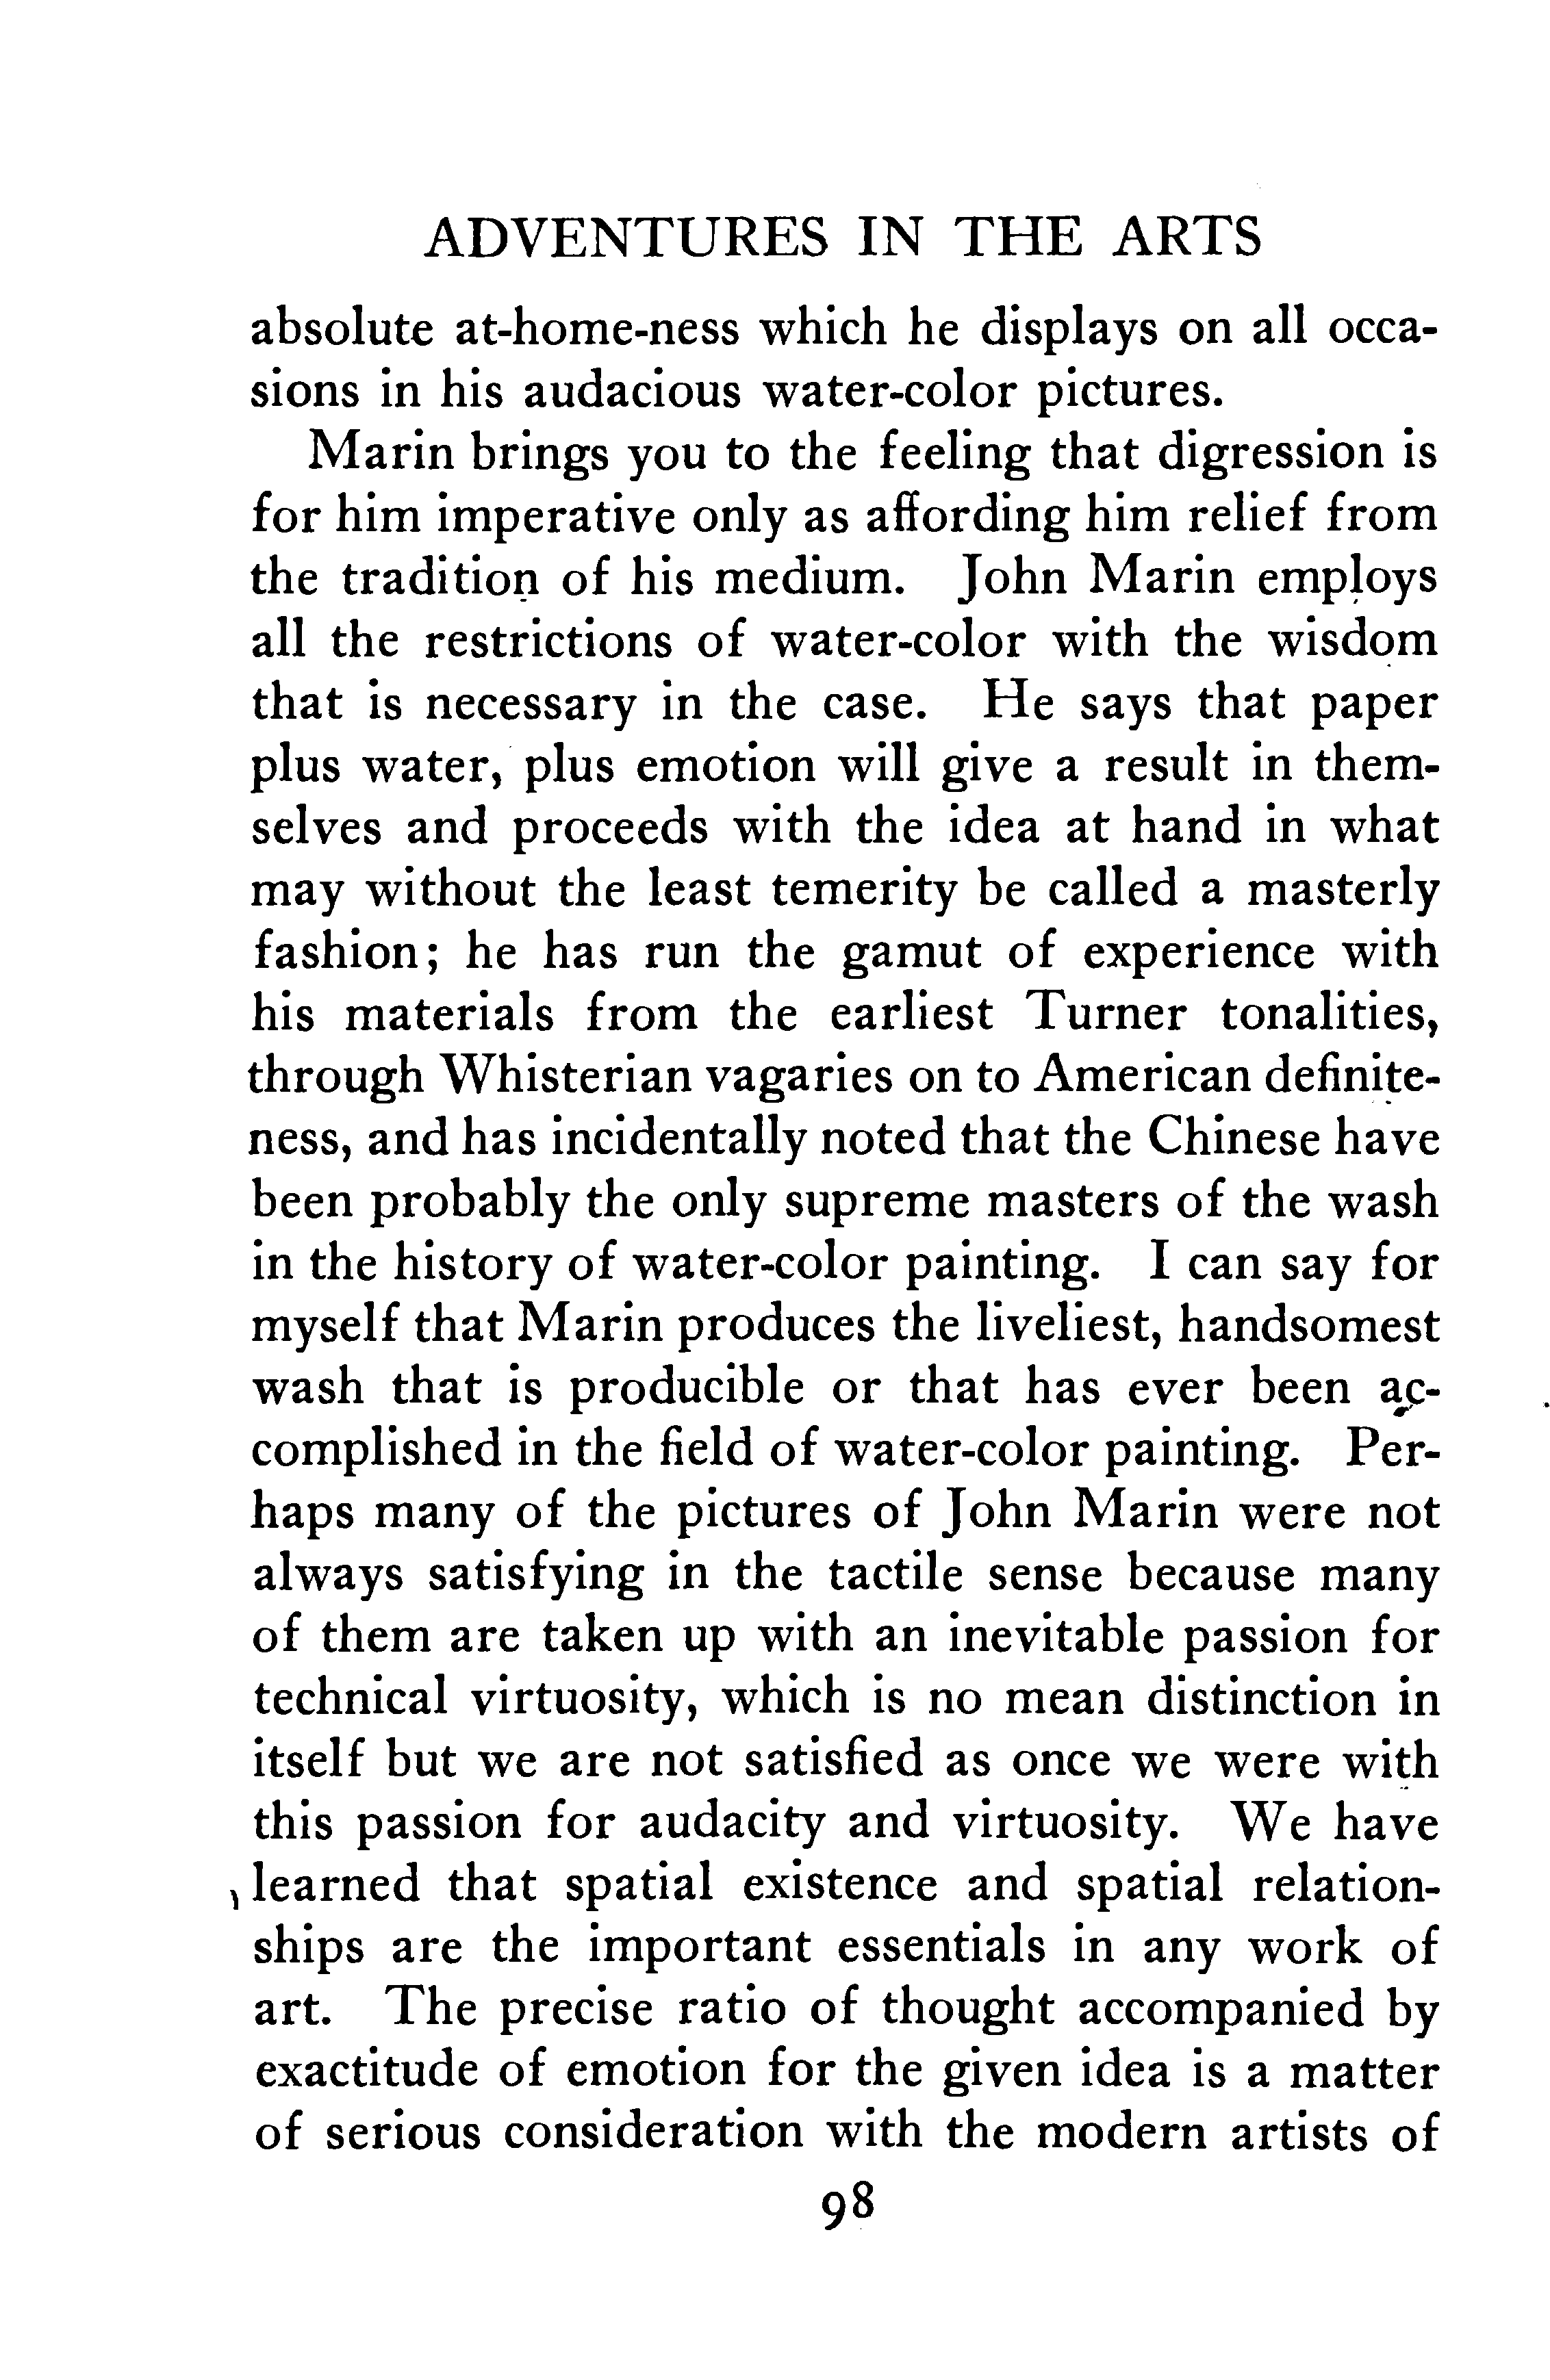 ADVENTURES IN THE ARTS
absolute at-home-ness which he displays on all occa-
sions in his audacious water-color pictures.
Marin brings you to the feeling that digression is
for him imperative only as affording him relief from
the tradition of his medium. John Marin employs
all the restrictions of water-color with the wisdom
that is necessary in the case. He says that paper
plus water, plus emotion will give a result in them-
selves and proceeds with the idea at hand in what
may without the least temerity be called a masterly
fashion; he has run the gamut of experience with
his materials from the earliest Turner tonalities,
through Whisterian vagaries on to American definite-
ness, and has incidentally noted that the Chinese have
been probably the only supreme masters of the wash
in the history of water-color painting. I can say for
myself that Marin produces the liveliest, handsomest
wash that is producible or that has ever been ac-
complished in the field of water-color painting. Per-
haps many of the pictures of John Marin were not
always satisfying in the tactile sense because many
of them are taken up with an inevitable passion for
technical virtuosity, which is no mean distinction in
itself but we are not satisfied as once we were with
this passion for audacity and virtuosity. We have
learned that spatial existence and spatial relation-
ships are the important essentials in any work of
art. The precise ratio of thought accompanied by
exactitude of emotion for the given idea is a matter
of serious consideration with the modern artists of
98